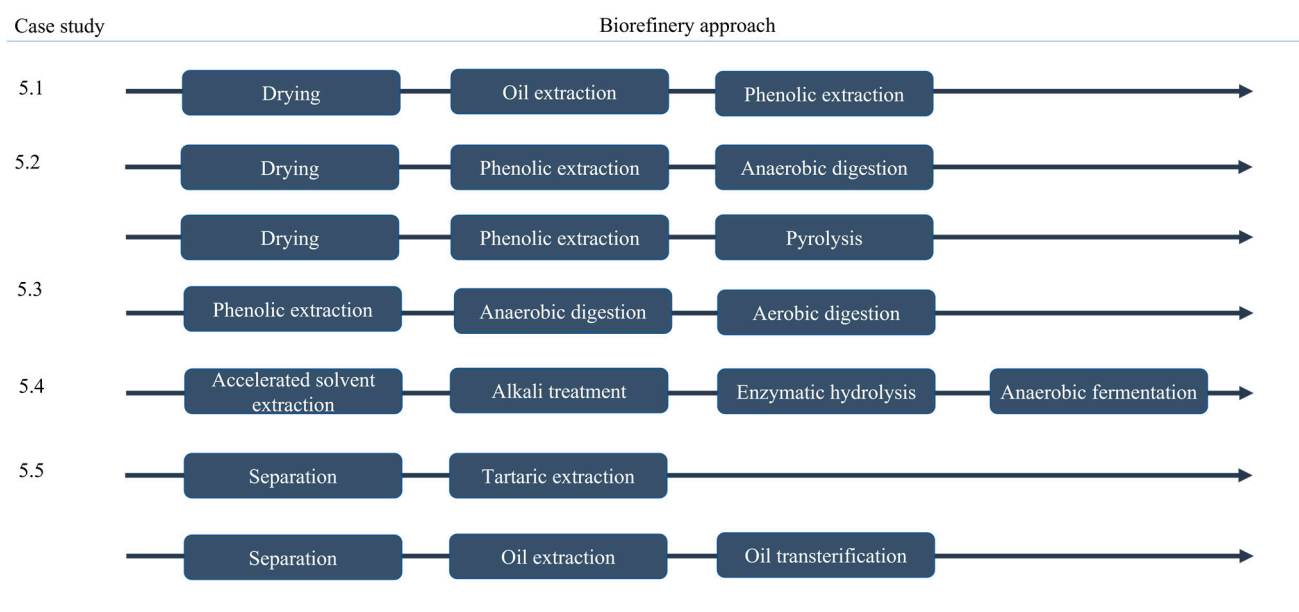 Case study Biorefinery approach
5.1 Drying Oil extraction Phenolic extraction
5.2 Drying Phenolic extraction Anaerobic digestion
Drying Phenolic extraction Pyrolysis
5.3
Phenolic extraction Anaerobic digestion Aerobic digestion
5.4 Accelerated solvent
extraction Alkali treatment Enzymatic hydrolysis Anaerobic fermentation
5.5 Separation Tartaric extraction
Separation Oil extraction Oil transterification